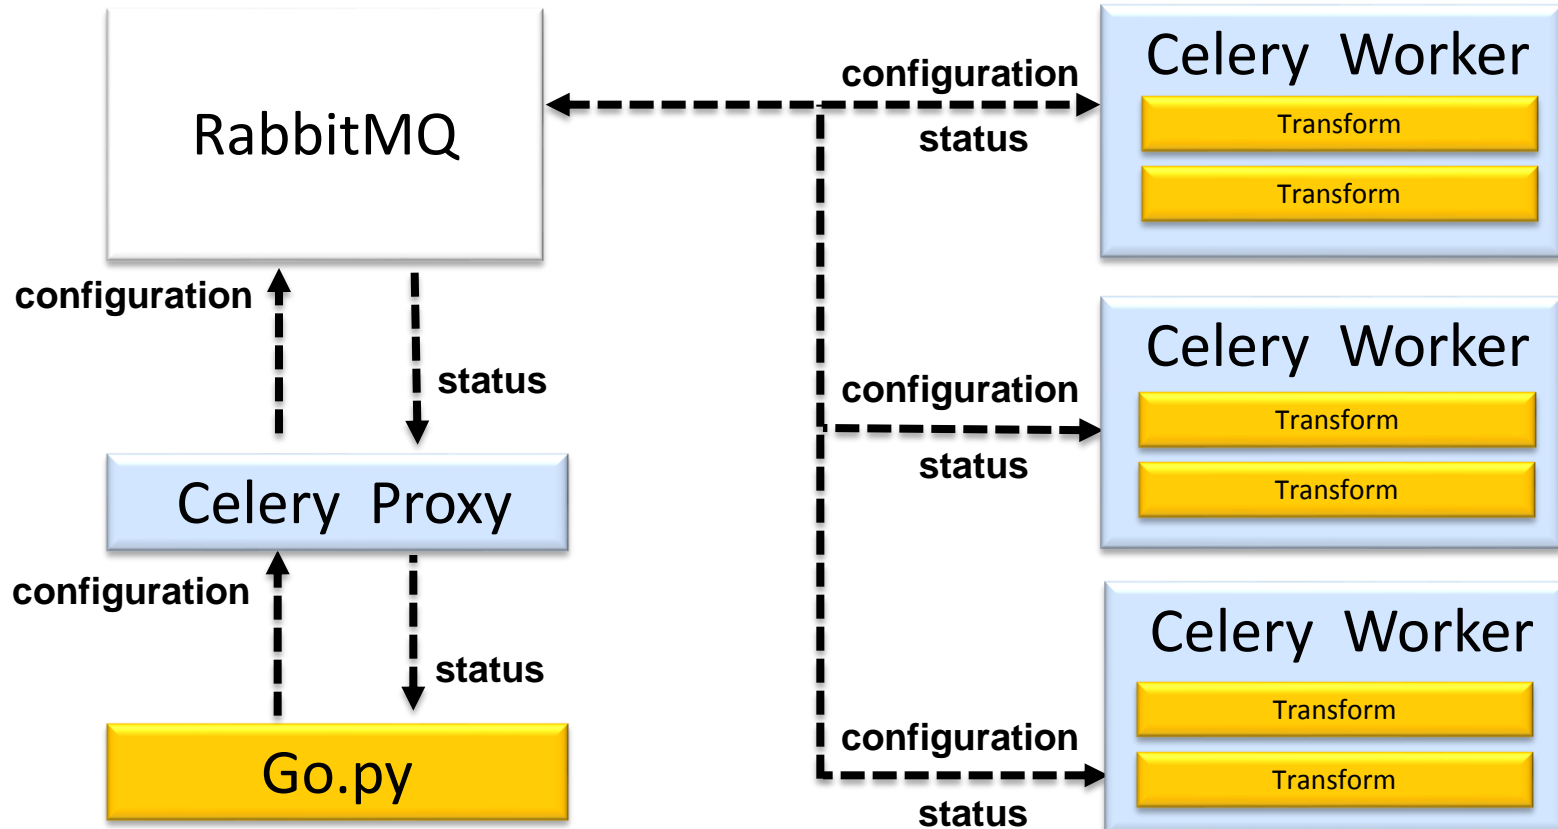 RabbitMQ
configuration
status
Celery Proxy
configuration
status
Go.py
configuration
status
Celery Worker
Transform
Transform
configuration
status
Celery Worker
Transform
Transform
configuration
status
Celery Worker
Transform
Transform